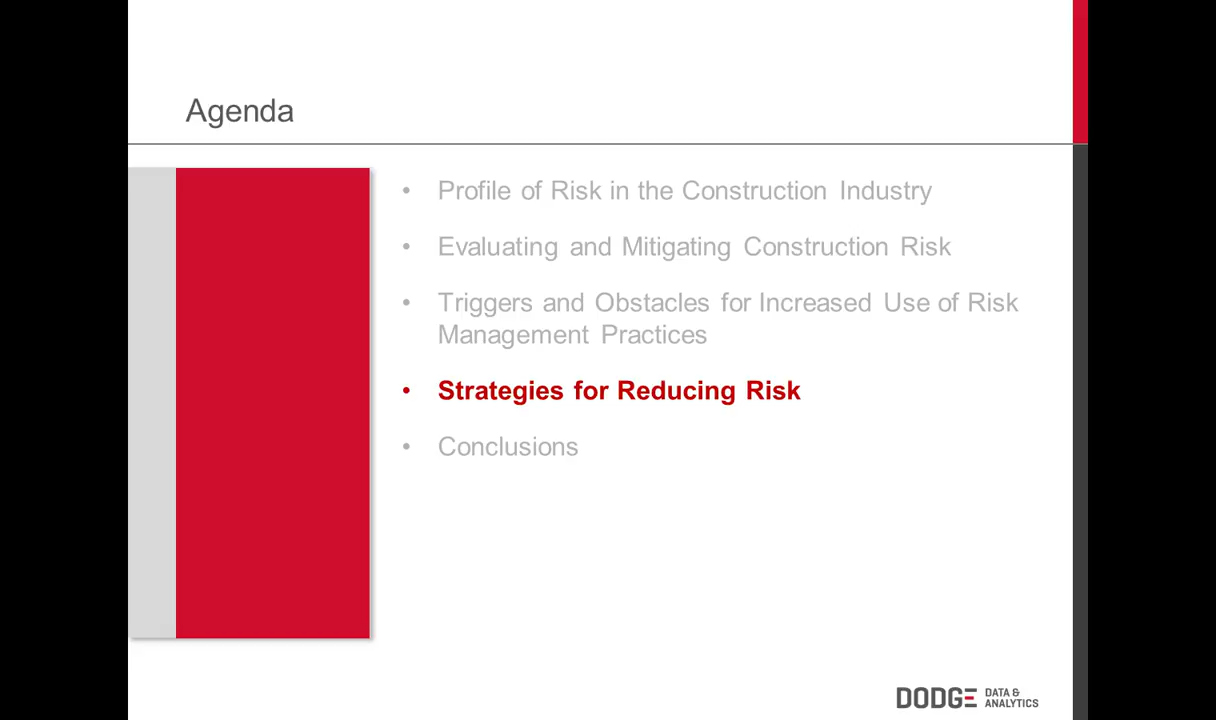 Agenda
• Profile of Risk in the Construction Industry
• Evaluating and Mitigating Construction Risk
• Triggers and Obstacles for Increased Use of Risk
Management Practices
• Strategies for Reducing Risk
• Conclusions
DODGE DATA &
ANALYTICS